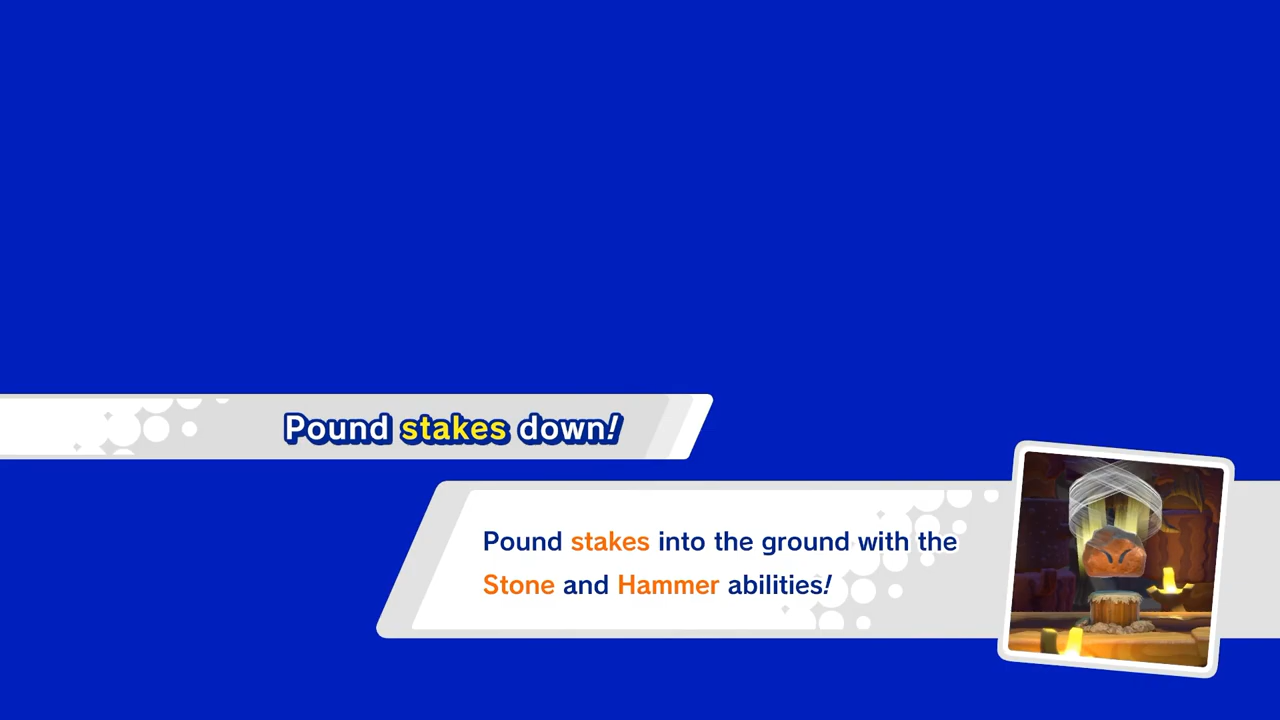 Pound stakes down!
Pound stakes into the ground with the
Stone and Hammer abilities!